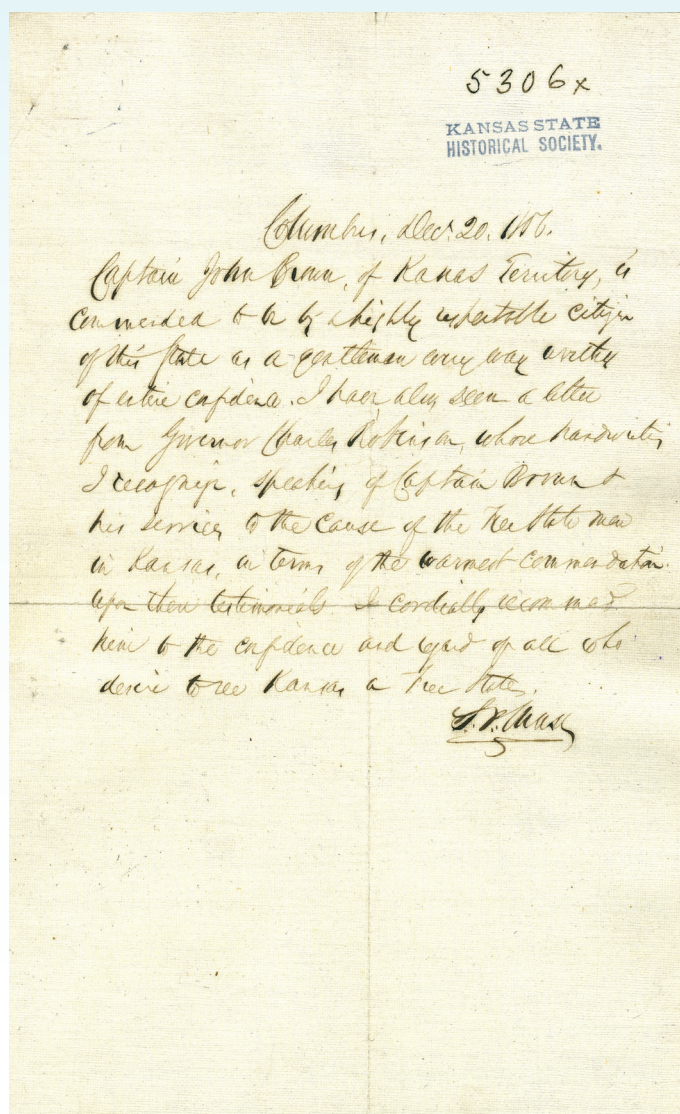 5306x
KANSAS STATE
HISTORICAL SOCIETY.
Columbus, Dec. 20, 1856.
Captain John Brown, of Kansas Territory, is
commended to me by a highly respectable citizen
of this State as a gentleman every way worthy
of entire confidence. I have also seen a letter
from Governor Charles Robinson, whose handwriting
I recognize, speaking of Captain Brown &
his services to the cause of the Free State men
in Kansas, in terms of the warmest commendation.
Upon these testimonials I cordially recommend
him to the confidence and regard of all who
desire to see Kansas a Free State.
S. P. Chase